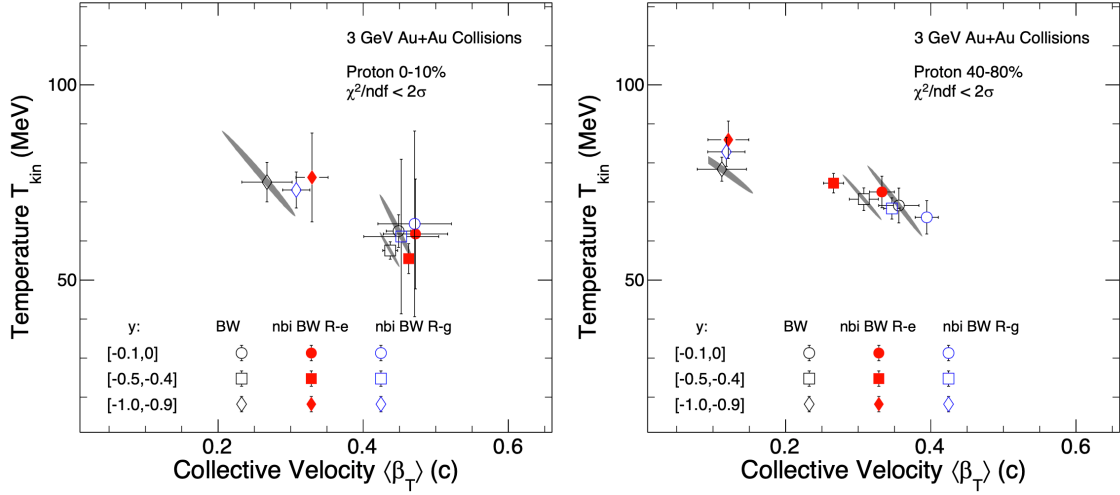 3 GeV Au+Au Collisions
Proton 0-10%
χ²/ndf < 2σ
100
50
Temperature T_kin (MeV)
y: BW nbi BW R-e nbi BW R-g
[-0.1,0]
[-0.5,-0.4]
[-1.0,-0.9]
0.2 0.4 0.6
Collective Velocity ⟨β_T⟩ (c)
3 GeV Au+Au Collisions
Proton 40-80%
χ²/ndf < 2σ
100
50
Temperature T_kin (MeV)
y: BW nbi BW R-e nbi BW R-g
[-0.1,0]
[-0.5,-0.4]
[-1.0,-0.9]
0.2 0.4 0.6
Collective Velocity ⟨β_T⟩ (c)